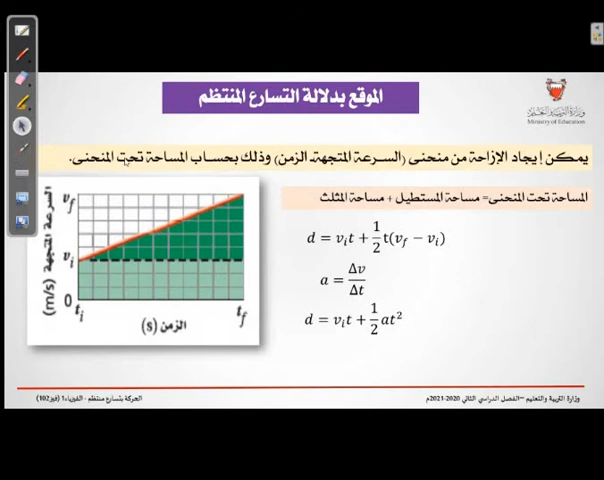 الموقع بدلالة التسارع المنتظم
وزارة التربية والتعليم
Ministry of Education
يمكن إيجاد الإزاحة من منحنى (السرعة المتجهة- الزمن) وذلك بحساب المساحة تحت المنحنى.
المساحة تحت المنحنى= مساحة المستطيل + مساحة المثلث
d = v_i t + \frac{1}{2} t(v_f − v_i)
a = \frac{Δv}{Δt}
d = v_i t + \frac{1}{2} at^2
السرعة المتجهة (m/s)
v_f
v_i
0
t_i
t_f
الزمن (s)
وزارة التربية والتعليم –الفصل الدراسي الثاني 2020-2021م
الحركة بتسارع منتظم - الفيزياء1 (فيز102)